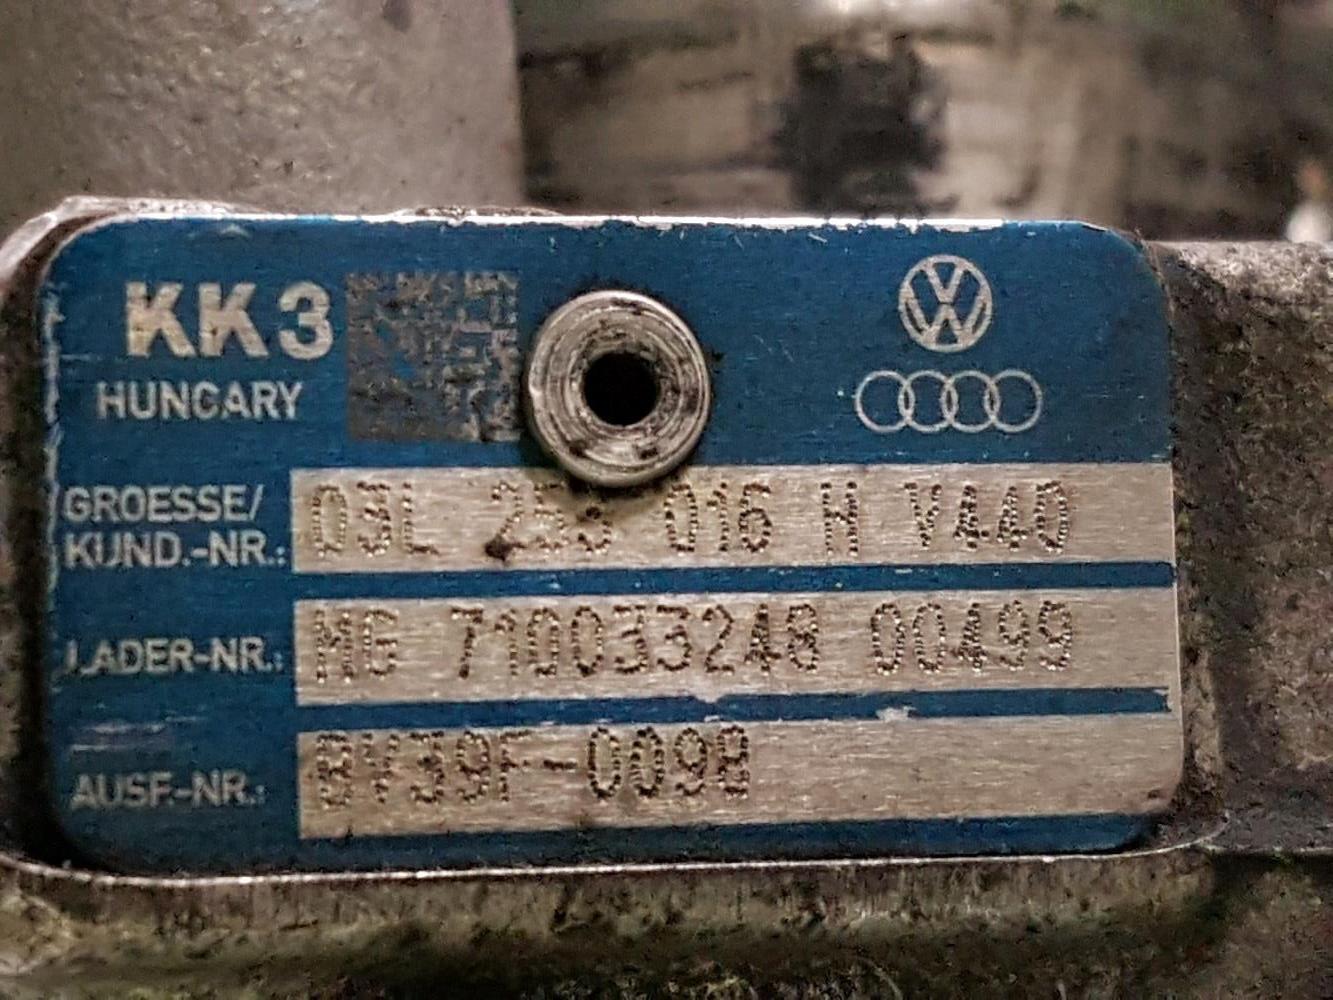 KK3
HUNGARY
GROESSE/
KUND.-NR.: 03L 253 016 H V440
LADER-NR.: MG 710033248 00499
AUSF.-NR.: BV39F-0098